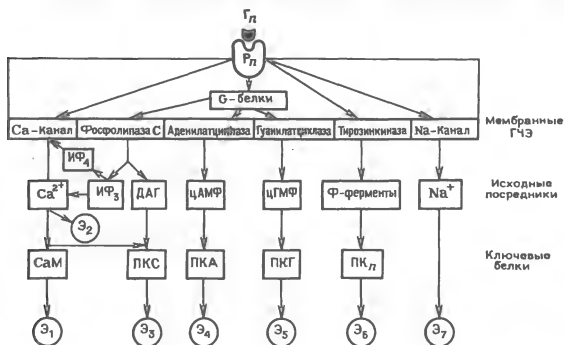 Гп
Рп
G-белки
Са-Канал Фосфолипаза С Аденилатциклаза Гуанилатциклаза Тирозинкиназа Na-Канал
Мембранные ГЧЭ
ИФ4
Са2+ ИФ3 ДАГ цАМФ цГМФ Ф-ферменты Na+
Исходные посредники
Э2
СаМ ПКС ПКА ПКГ ПКп
Ключевые белки
Э1 Э3 Э4 Э5 Э6 Э7